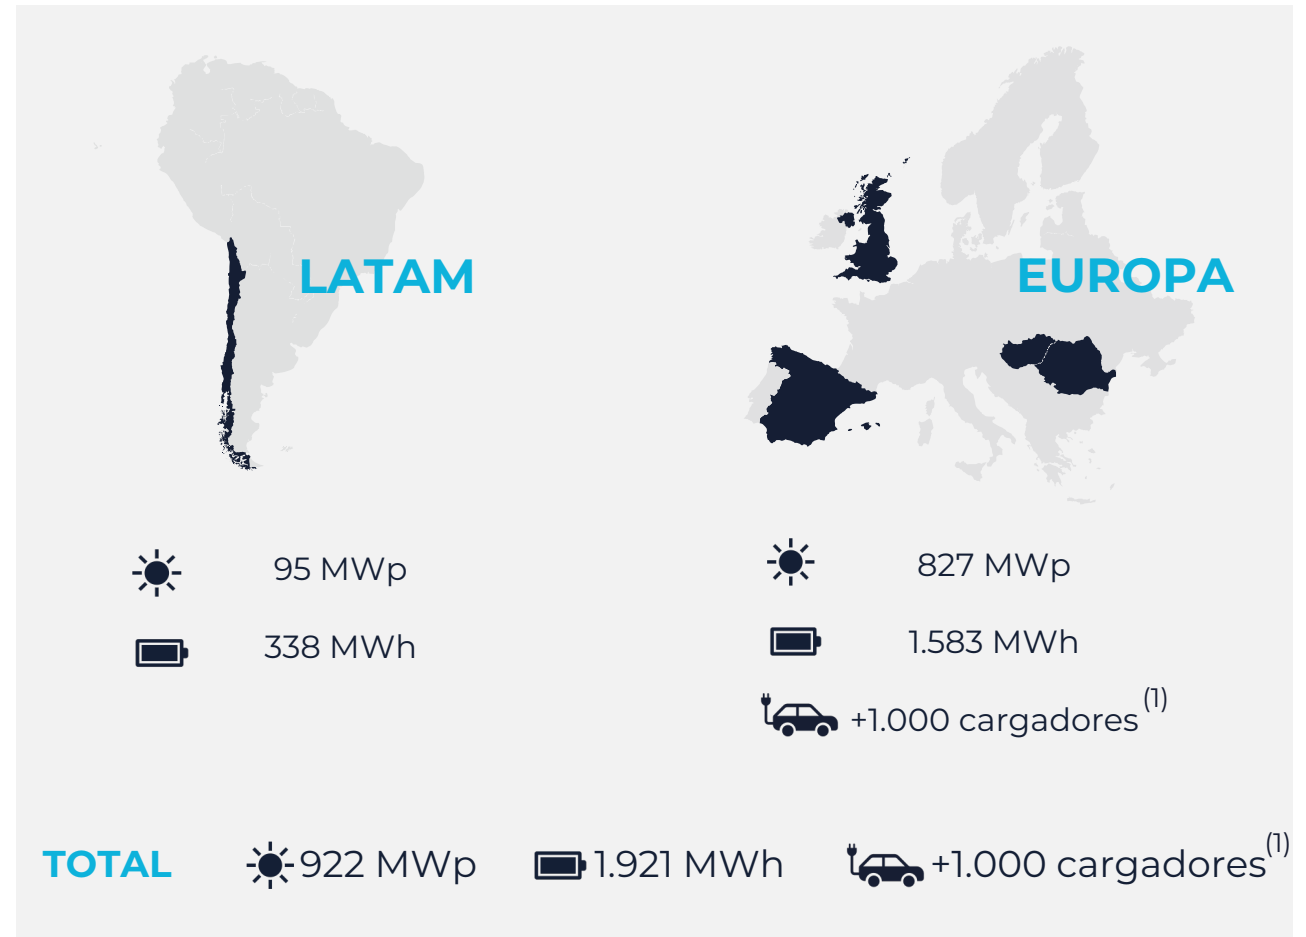 LATAM
95 MWp
338 MWh
EUROPA
827 MWp
1.583 MWh
+1.000 cargadores (1)
TOTAL 922 MWp 1.921 MWh +1.000 cargadores (1)